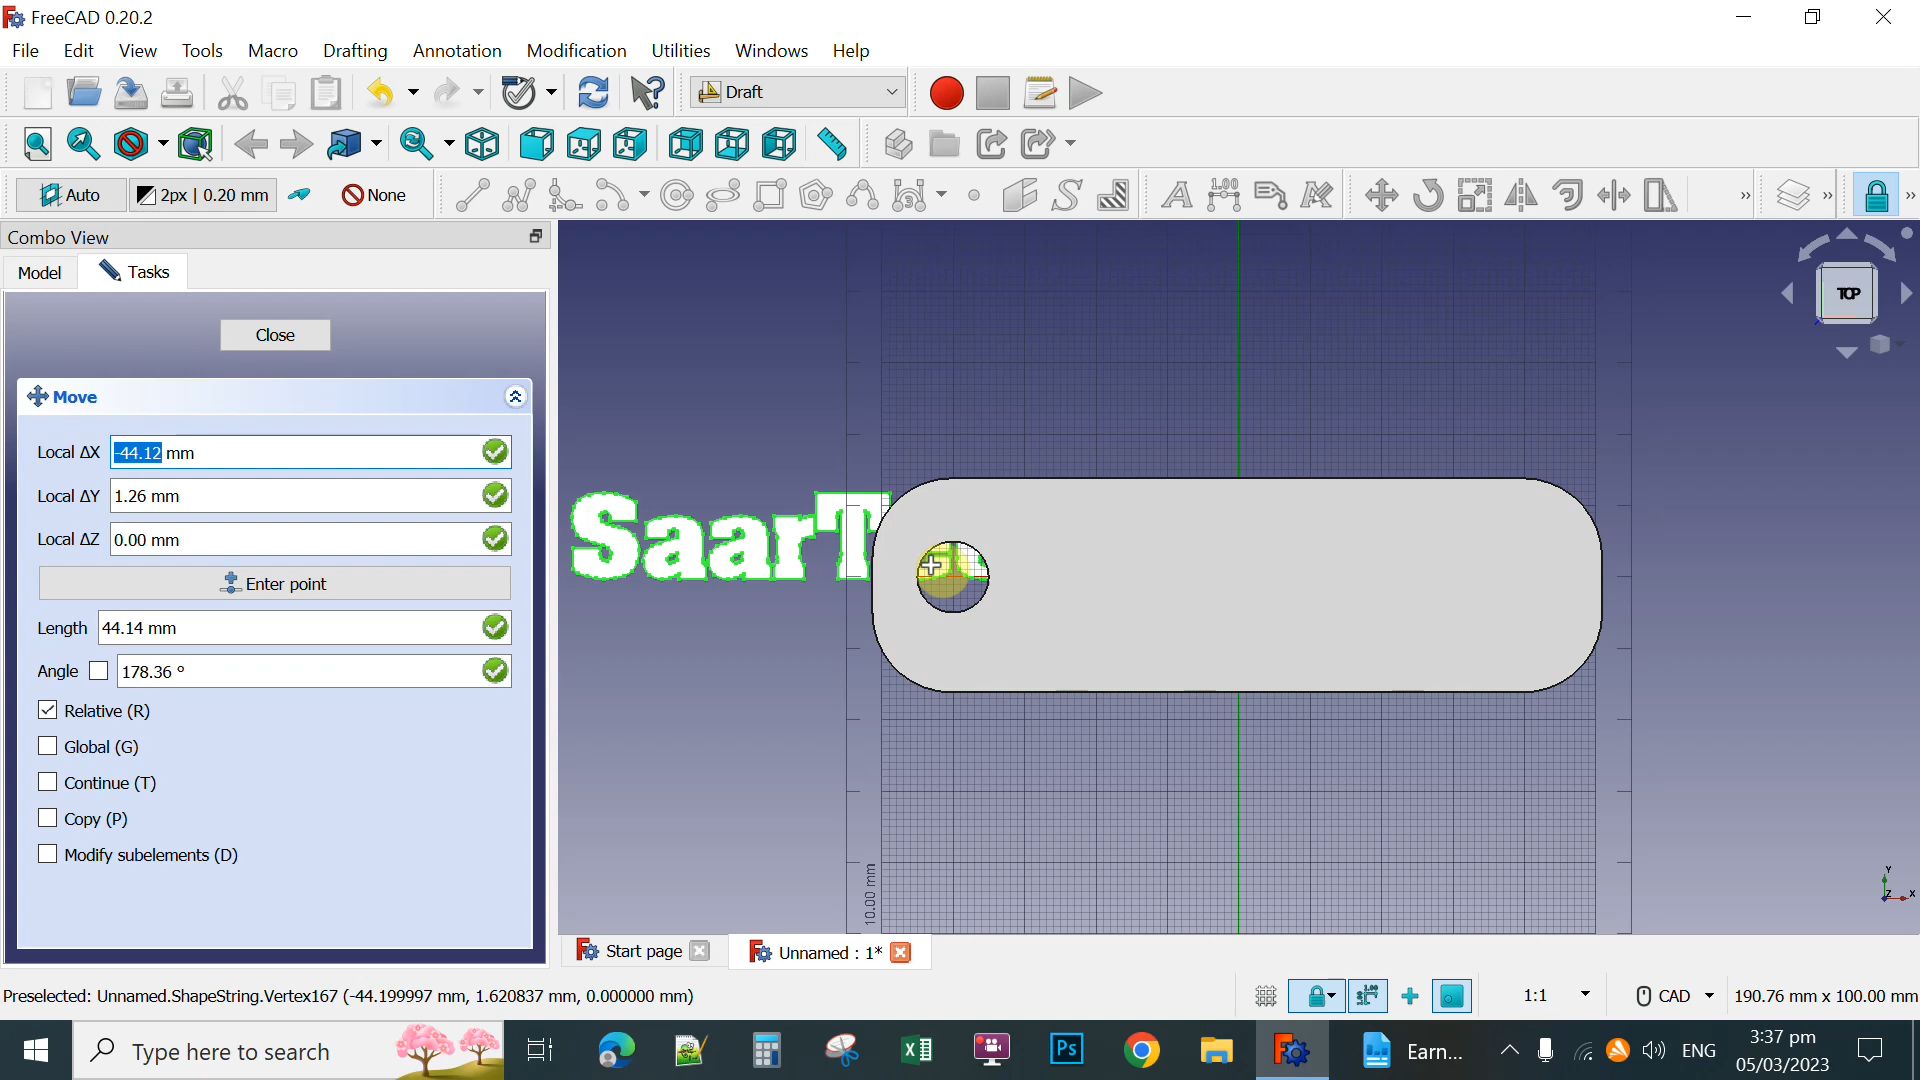 FreeCAD 0.20.2
File Edit View Tools Macro Drafting Annotation Modification Utilities Windows Help
Draft
Auto 2px | 0.20 mm None
1.00
Combo View
Model Tasks
Close
Move
Local ΔX -44.12 mm
Local ΔY 1.26 mm
Local ΔZ 0.00 mm
Enter point
Length 44.14 mm
Angle 178.36 °
Relative (R)
Global (G)
Continue (T)
Copy (P)
Modify subelements (D)
SaarT
TOP
10.00 mm
Y
Z X
Start page Unnamed : 1*
Preselected: Unnamed.ShapeString.Vertex167 (-44.199997 mm, 1.620837 mm, 0.000000 mm)
1:1 CAD 190.76 mm x 100.00 mm
Type here to search
Ps
Earn...
ENG
3:37 pm
05/03/2023